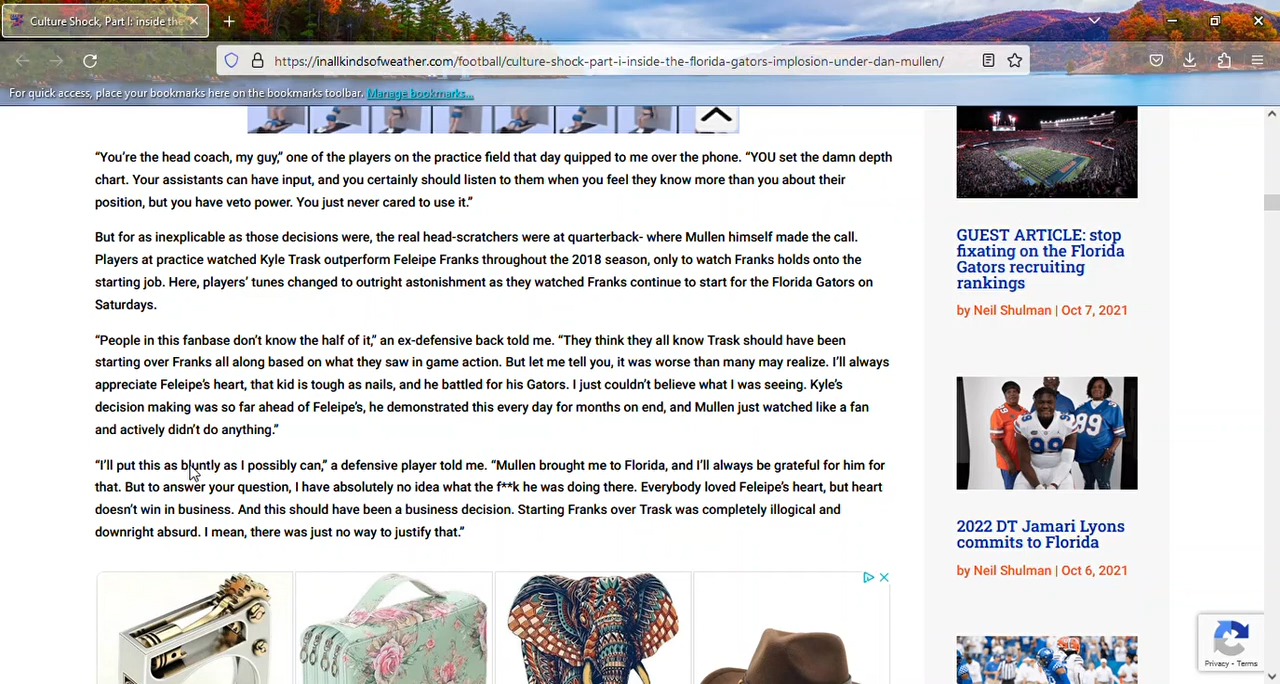 Culture Shock, Part I: inside the
https://inallkindsofweather.com/football/culture-shock-part-i-inside-the-florida-gators-implosion-under-dan-mullen/
For quick access, place your bookmarks here on the bookmarks toolbar. Manage bookmarks...
“You’re the head coach, my guy,” one of the players on the practice field that day quipped to me over the phone. “YOU set the damn depth
chart. Your assistants can have input, and you certainly should listen to them when you feel they know more than you about their
position, but you have veto power. You just never cared to use it.”
But for as inexplicable as those decisions were, the real head-scratchers were at quarterback- where Mullen himself made the call.
Players at practice watched Kyle Trask outperform Feleipe Franks throughout the 2018 season, only to watch Franks holds onto the
starting job. Here, players’ tunes changed to outright astonishment as they watched Franks continue to start for the Florida Gators on
Saturdays.
“People in this fanbase don’t know the half of it,” an ex-defensive back told me. “They think they all know Trask should have been
starting over Franks all along based on what they saw in game action. But let me tell you, it was worse than many may realize. I’ll always
appreciate Feleipe’s heart, that kid is tough as nails, and he battled for his Gators. I just couldn’t believe what I was seeing. Kyle’s
decision making was so far ahead of Feleipe’s, he demonstrated this every day for months on end, and Mullen just watched like a fan
and actively didn’t do anything.”
“I’ll put this as bluntly as I possibly can,” a defensive player told me. “Mullen brought me to Florida, and I’ll always be grateful for him for
that. But to answer your question, I have absolutely no idea what the f**k he was doing there. Everybody loved Feleipe’s heart, but heart
doesn’t win in business. And this should have been a business decision. Starting Franks over Trask was completely illogical and
downright absurd. I mean, there was just no way to justify that.”
GUEST ARTICLE: stop
fixating on the Florida
Gators recruiting
rankings
by Neil Shulman | Oct 7, 2021
99
99
2022 DT Jamari Lyons
commits to Florida
by Neil Shulman | Oct 6, 2021
Privacy - Terms